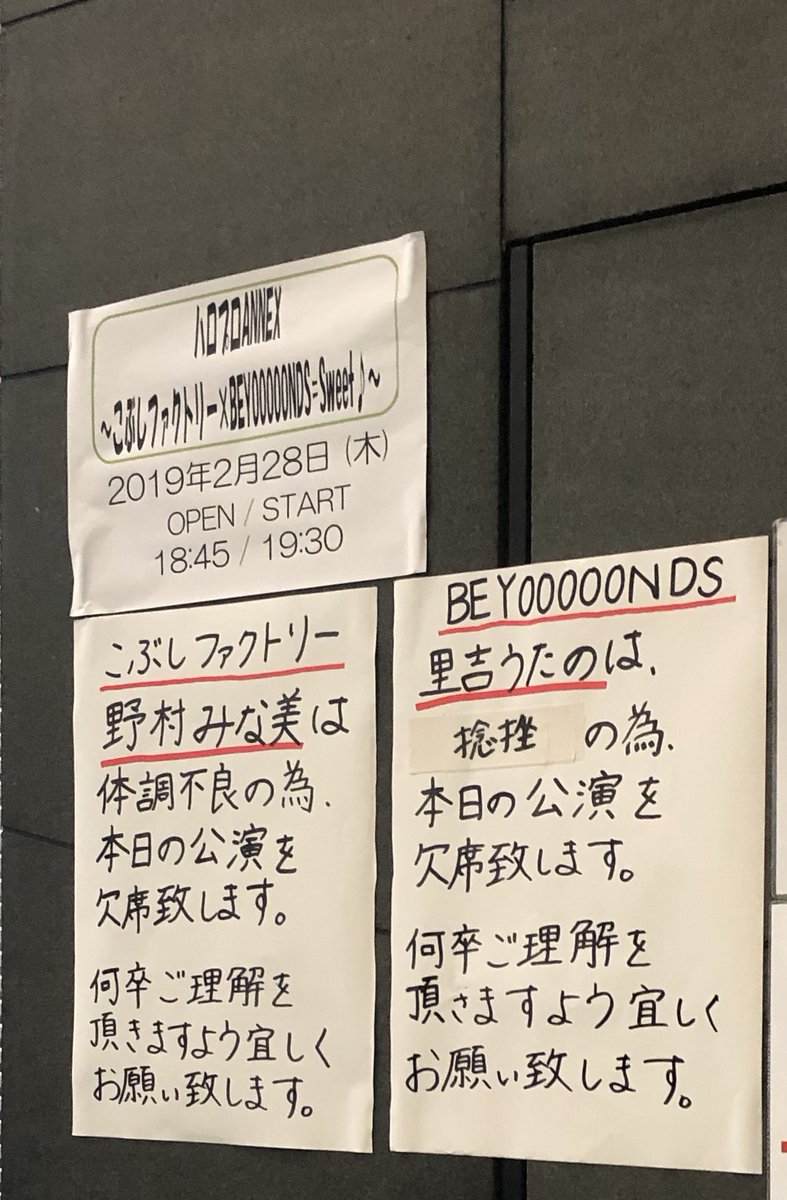 ハロプロANNEX
～こぶしファクトリー×BEYOOOOONDS=Sweet♪～
2019年2月28日 (木)
OPEN / START
18:45 / 19:30
こぶしファクトリー
野村みな美は
体調不良の為、
本日の公演を
欠席致します。
何卒ご理解を
頂きますよう宜しく
お願い致します。
BEYOOOOONDS
里吉うたのは、
捻挫の為、
本日の公演を
欠席致します。
何卒ご理解を
頂きますよう宜しく
お願い致します。